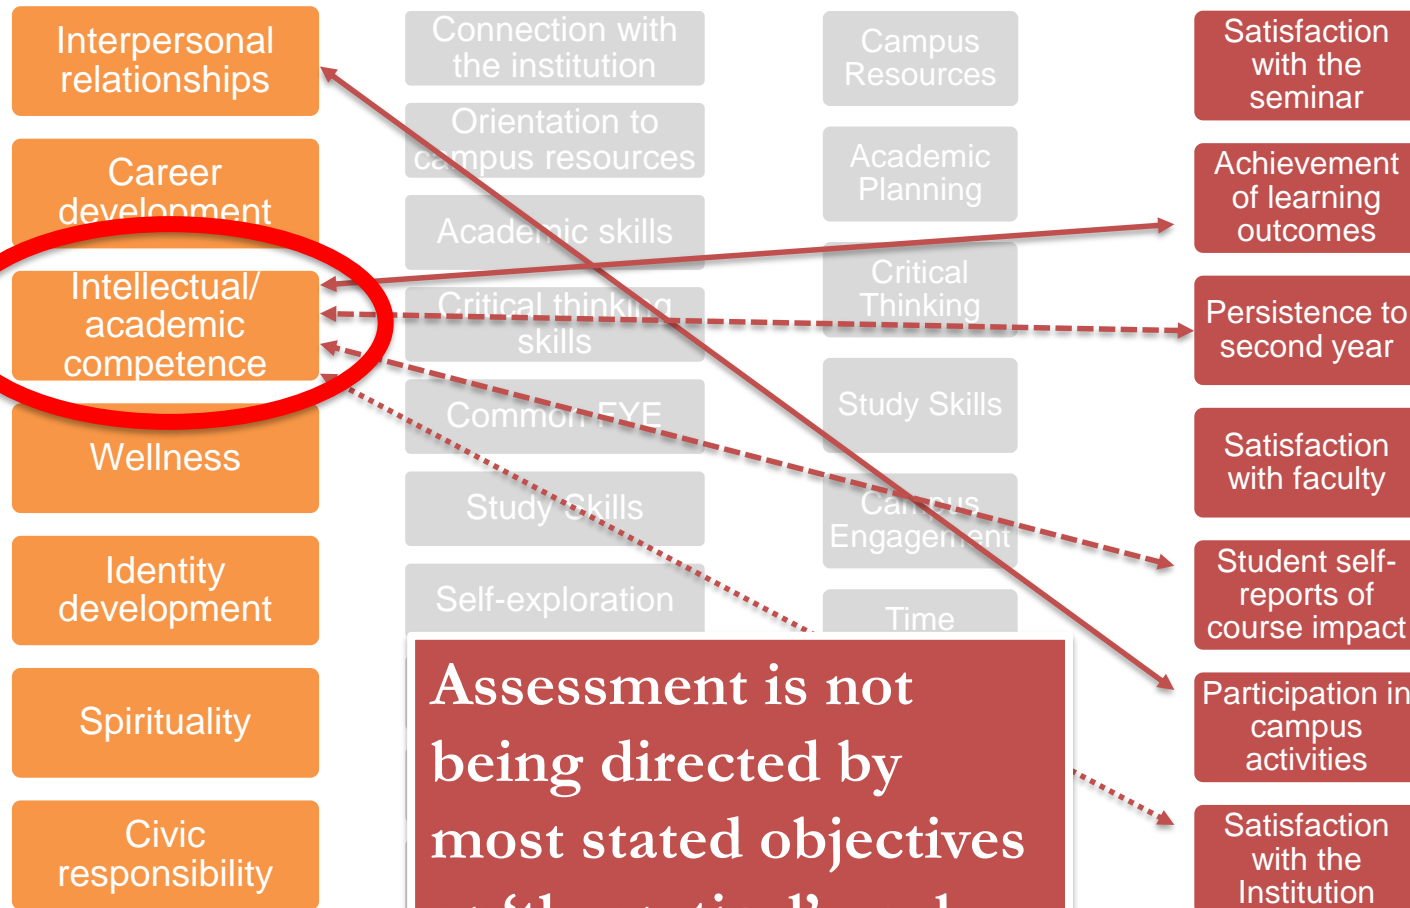 Interpersonal
relationships
Career
development
Intellectual/
academic
competence
Wellness
Identity
development
Spirituality
Civic
responsibility
Connection with
the institution
Orientation to
campus resources
Academic skills
Critical thinking
skills
Common FYE
Study Skills
Self-exploration
Campus
Resources
Academic
Planning
Critical
Thinking
Study Skills
Campus
Engagement
Time
Assessment is not
being directed by
most stated objectives
Satisfaction
with the
seminar
Achievement
of learning
outcomes
Persistence to
second year
Satisfaction
with faculty
Student self-
reports of
course impact
Participation in
campus
activities
Satisfaction
with the
Institution